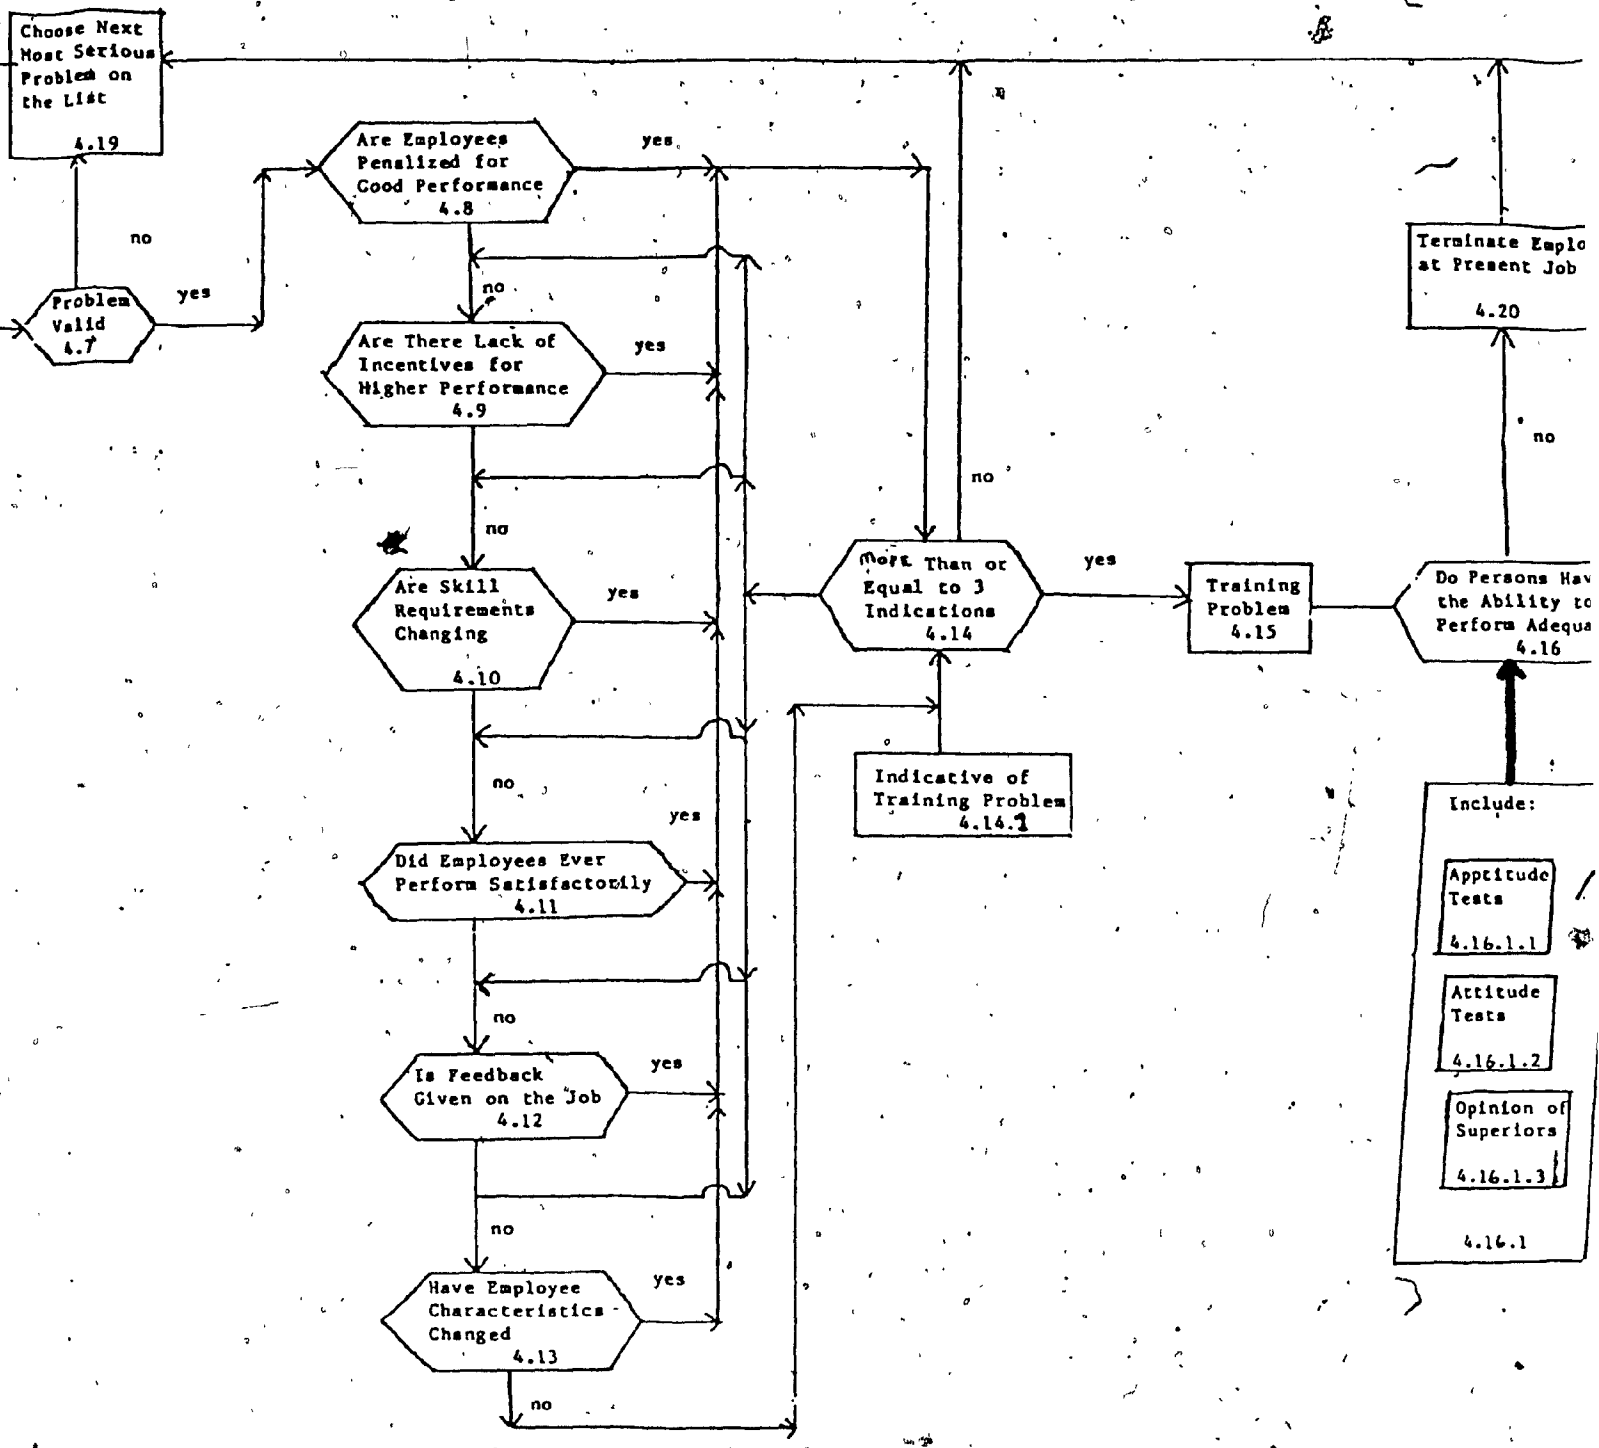 Choose Next
Most Serious
Problem on
the List
4.19
no
Problem
Valid
4.7
yes
Are Employees
Penalized for
Good Performance
4.8
yes
no
Are There Lack of
Incentives for
Higher Performance
4.9
yes
no
Are Skill
Requirements
Changing
4.10
yes
no
Did Employees Ever
Perform Satisfactorily
4.11
yes
no
Is Feedback
Given on the Job
4.12
yes
no
Have Employee
Characteristics
Changed
4.13
yes
no
More Than or
Equal to 3
Indications
4.14
no
yes
Indicative of
Training Problem
4.14.1
Training
Problem
4.15
Terminate Emplo
at Present Job
4.20
no
Do Persons Hav
the Ability to
Perform Adequa
4.16
Include:
Apptitude
Tests
4.16.1.1
Attitude
Tests
4.16.1.2
Opinion of
Superiors
4.16.1.3
4.16.1